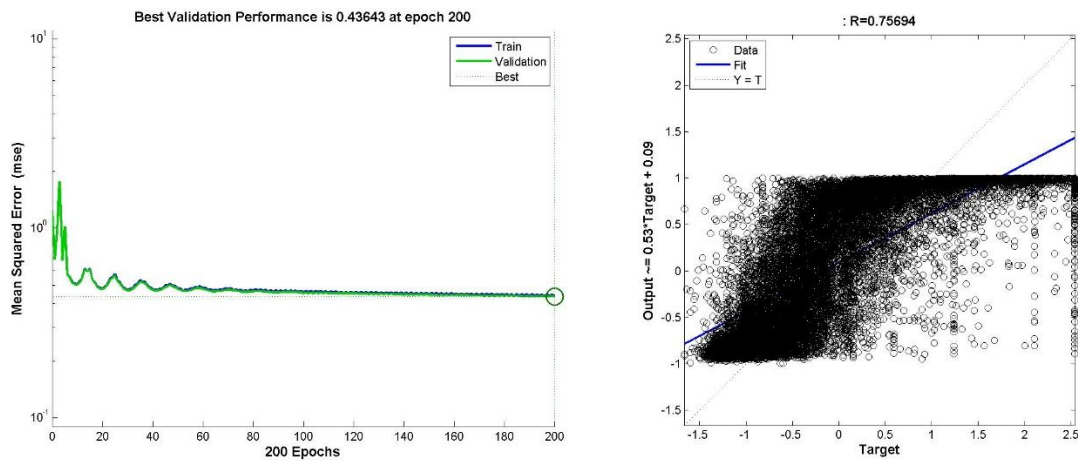 Best Validation Performance is 0.43643 at epoch 200
Mean Squared Error (mse)
10^1
10^0
10^-1
Train
Validation
Best
0 20 40 60 80 100 120 140 160 180 200
200 Epochs
: R=0.75694
Output ~= 0.53*Target + 0.09
2.5
2
1.5
1
0.5
0
-0.5
-1
-1.5
Data
Fit
Y = T
-1.5 -1 -0.5 0 0.5 1 1.5 2 2.5
Target